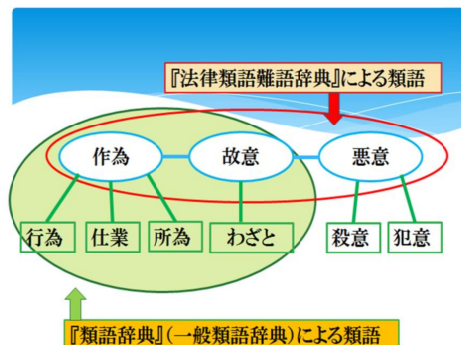 『法律類語難語辞典』による類語
作為 故意 悪意
行為 仕業 所為 わざと 殺意 犯意
『類語辞典』(一般類語辞典)による類語